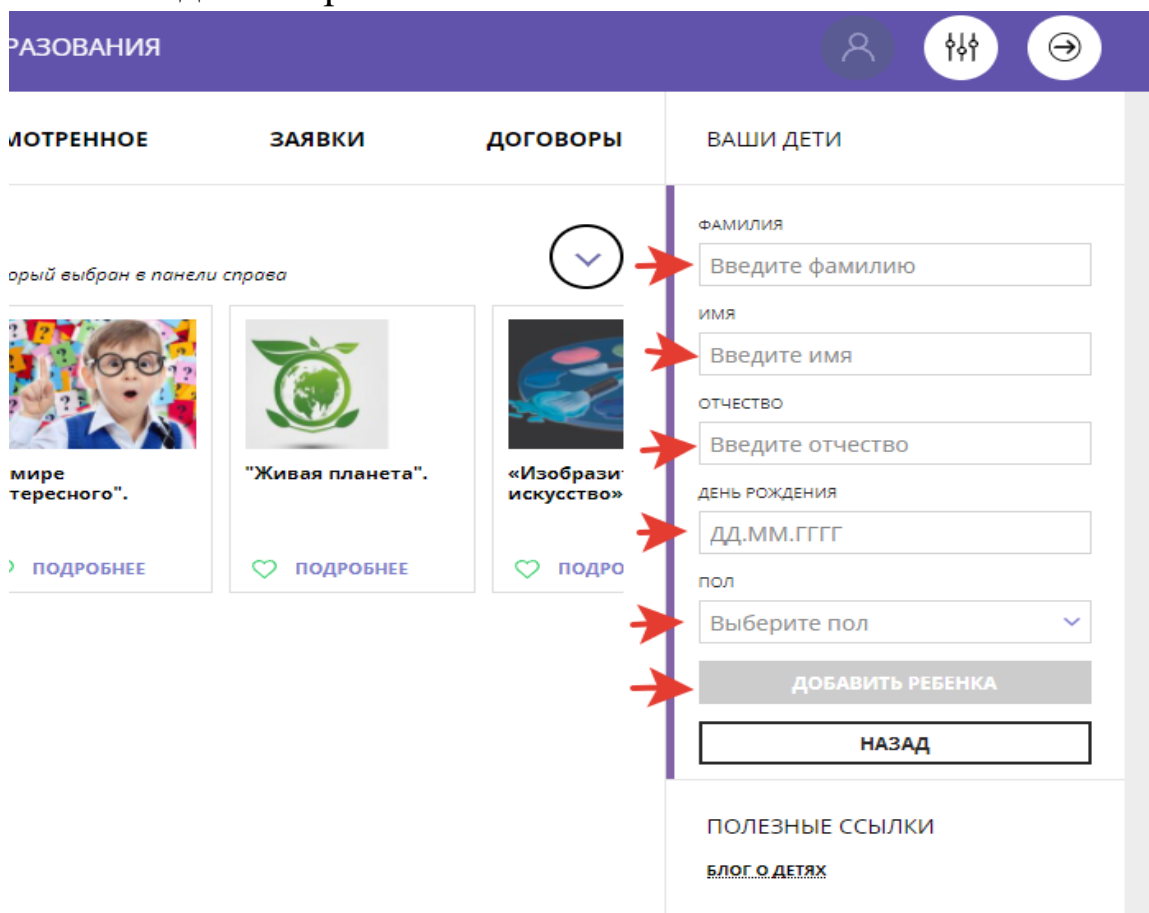 РАЗОВАНИЯ
МОТРЕННОЕ ЗАЯВКИ ДОГОВОРЫ
орый выбран в панели справа
мире
тересного".
ПОДРОБНЕЕ
"Живая планета".
ПОДРОБНЕЕ
«Изобрази
искусство»
ПОДРО
ВАШИ ДЕТИ
ФАМИЛИЯ
Введите фамилию
ИМЯ
Введите имя
ОТЧЕСТВО
Введите отчество
ДЕНЬ РОЖДЕНИЯ
ДД.ММ.ГГГГ
ПОЛ
Выберите пол
ДОБАВИТЬ РЕБЕНКА
НАЗАД
ПОЛЕЗНЫЕ ССЫЛКИ
БЛОГ О ДЕТЯХ